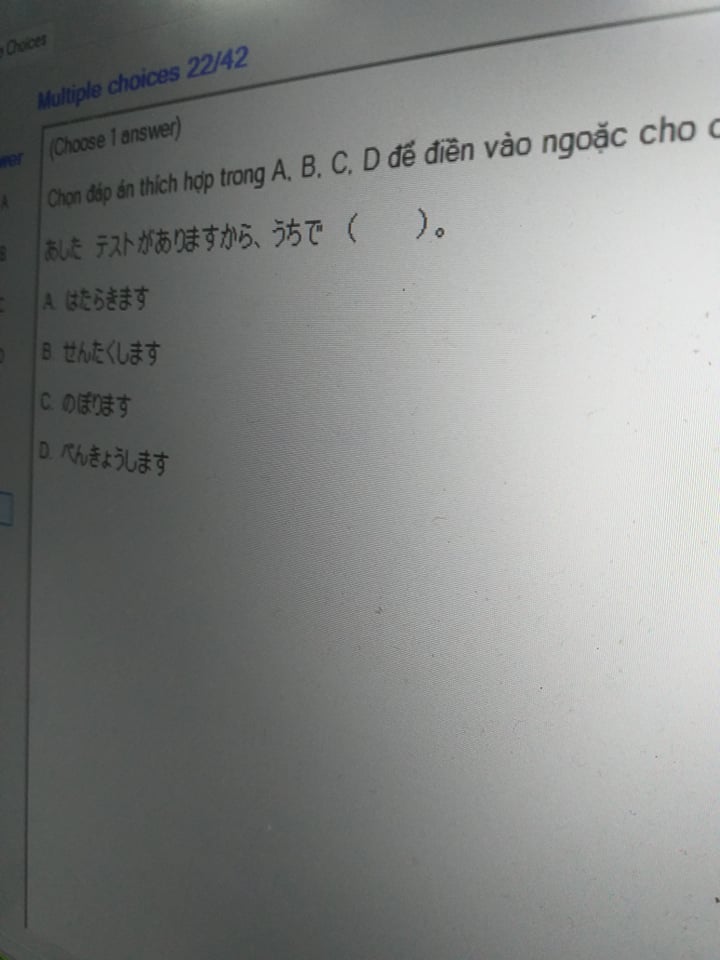 Choices
Multiple choices 22/42
(Choose 1 answer)
Chọn đáp án thích hợp trong A, B, C, D để điền vào ngoặc cho
あした テストがありますから、うちで （　　）。
A. はたらきます
B. せんたくします
C. のぼります
D. べんきょうします
wer
A
B
C
D